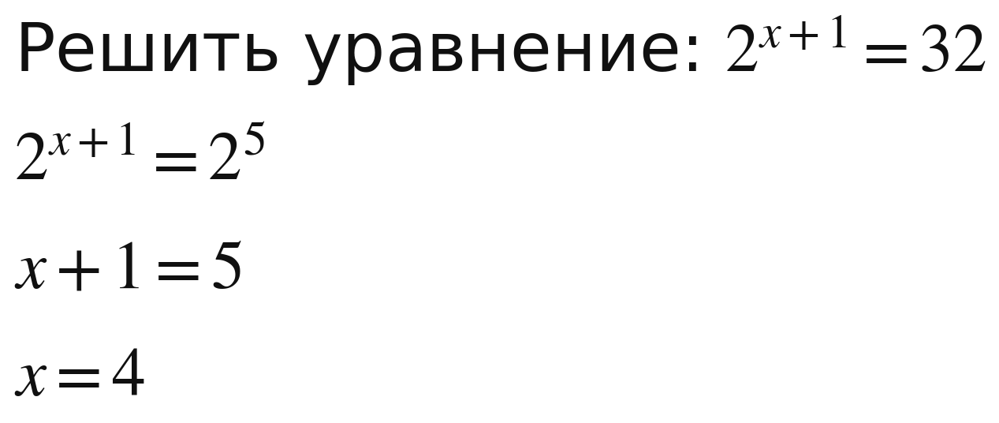 Решить уравнение: 2^{x+1} = 32
2^{x+1} = 2^5
x + 1 = 5
x = 4